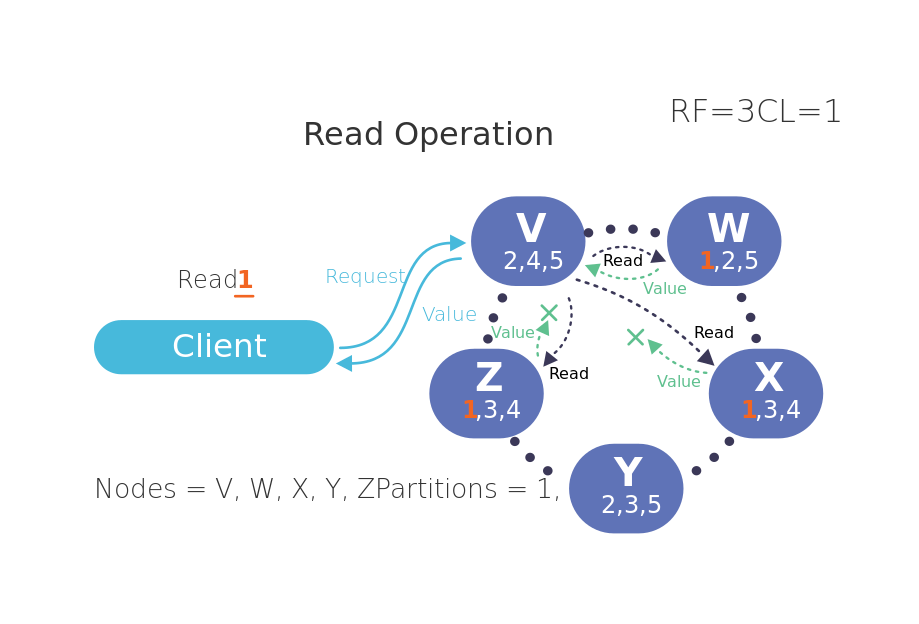 RF=3CL=1
Read Operation
V
2,4,5
W
1,2,5
Read
Value
Read1
Request
Value
Client
Value
Read
Read
Value
Z
1,3,4
X
1,3,4
Y
2,3,5
Nodes = V, W, X, Y, ZPartitions = 1,